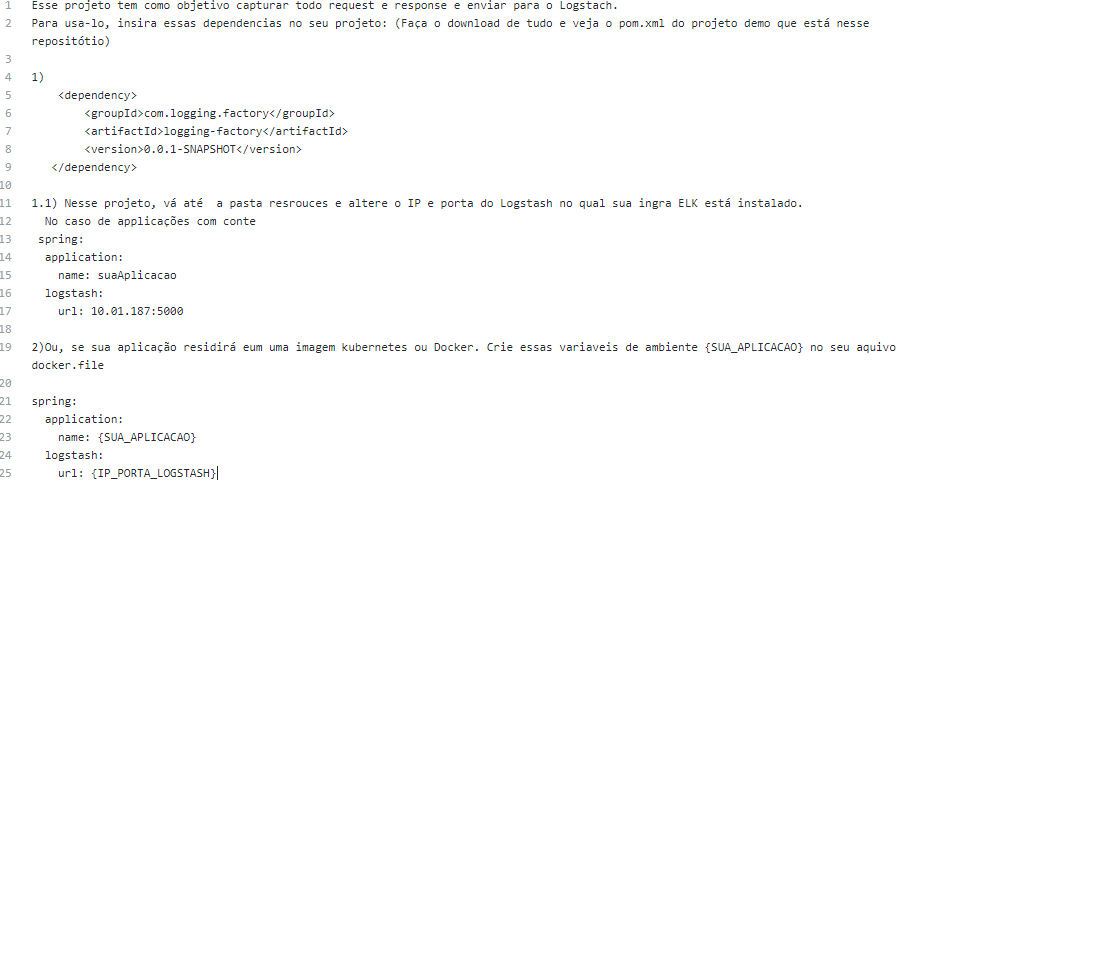 1 Esse projeto tem como objetivo capturar todo request e response e enviar para o Logstach.
2 Para usa-lo, insira essas dependencias no seu projeto: (Faça o download de tudo e veja o pom.xml do projeto demo que está nesse
repositótio)
3
4 1)
5 <dependency>
6 <groupId>com.logging.factory</groupId>
7 <artifactId>logging-factory</artifactId>
8 <version>0.0.1-SNAPSHOT</version>
9 </dependency>
10
11 1.1) Nesse projeto, vá até  a pasta resrouces e altere o IP e porta do Logstash no qual sua ingra ELK está instalado.
12 No caso de applicações com conte
13 spring:
14 application:
15 name: suaAplicacao
16 logstash:
17 url: 10.01.187:5000
18
19 2)Ou, se sua aplicação residirá eum uma imagem kubernetes ou Docker. Crie essas variaveis de ambiente {SUA_APLICACAO} no seu aquivo
docker.file
20
21 spring:
22 application:
23 name: {SUA_APLICACAO}
24 logstash:
25 url: {IP_PORTA_LOGSTASH}